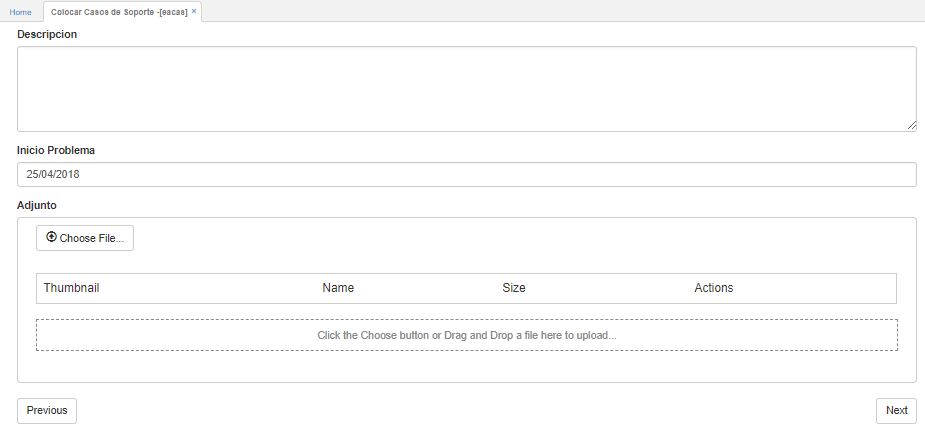 Home Colocar Casos de Soporte -[eacas] ×
Descripcion
Inicio Problema
25/04/2018
Adjunto
Choose File...
Thumbnail Name Size Actions
Click the Choose button or Drag and Drop a file here to upload...
Previous Next